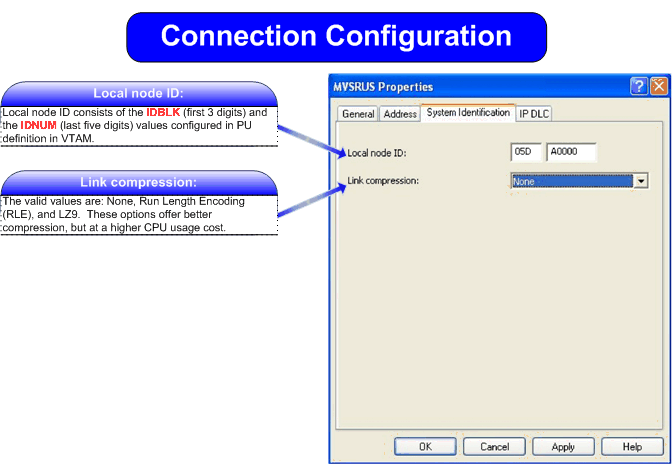 Connection Configuration
Local node ID:
Local node ID consists of the IDBLK (first 3 digits) and
the IDNUM (last five digits) values configured in PU
definition in VTAM.
Link compression:
The valid values are: None, Run Length Encoding
(RLE), and LZ9. These options offer better
compression, but at a higher CPU usage cost.
MVSRUS Properties
General Address System Identification IP DLC
Local node ID: 05D A0000
Link compression: None
OK Cancel Apply Help